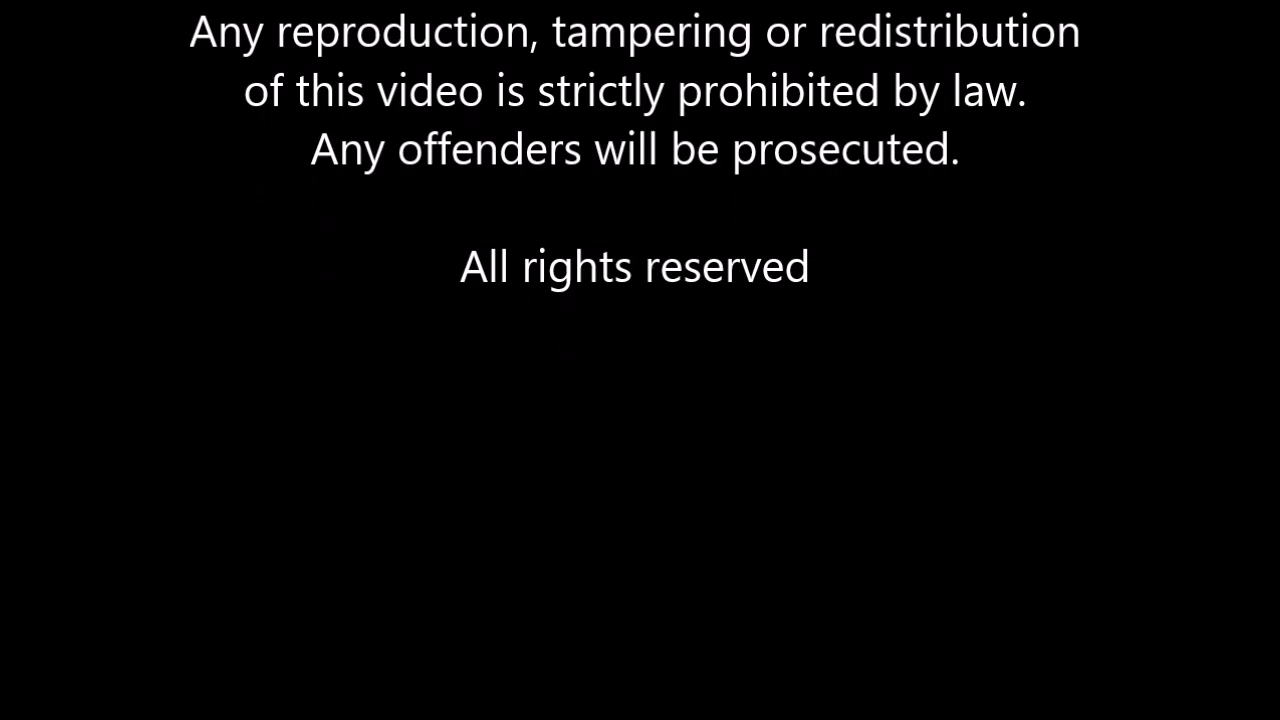 Any reproduction, tampering or redistribution
of this video is strictly prohibited by law.
Any offenders will be prosecuted.
All rights reserved